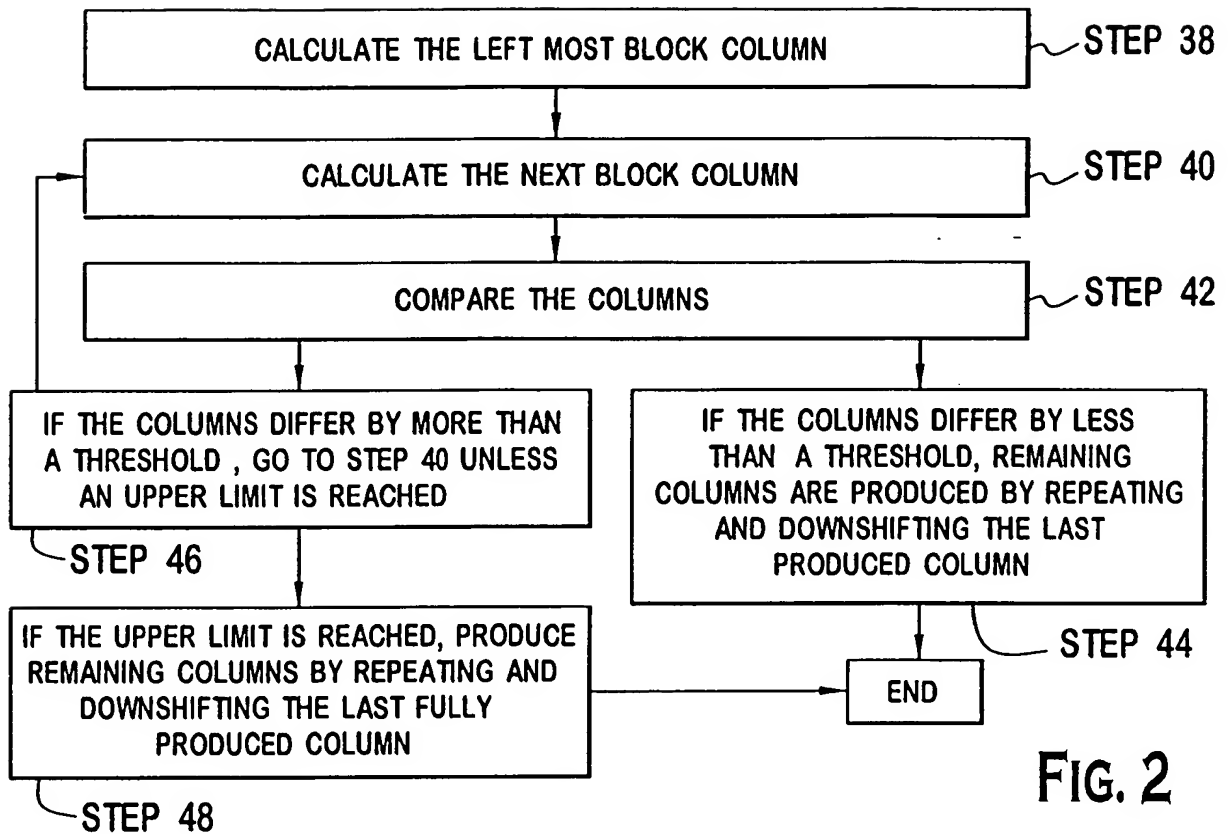 CALCULATE THE LEFT MOST BLOCK COLUMN
STEP 38
CALCULATE THE NEXT BLOCK COLUMN
STEP 40
COMPARE THE COLUMNS
STEP 42
IF THE COLUMNS DIFFER BY MORE THAN
A THRESHOLD , GO TO STEP 40 UNLESS
AN UPPER LIMIT IS REACHED
STEP 46
IF THE COLUMNS DIFFER BY LESS
THAN A THRESHOLD, REMAINING
COLUMNS ARE PRODUCED BY REPEATING
AND DOWNSHIFTING THE LAST
PRODUCED COLUMN
STEP 44
IF THE UPPER LIMIT IS REACHED, PRODUCE
REMAINING COLUMNS BY REPEATING AND
DOWNSHIFTING THE LAST FULLY
PRODUCED COLUMN
STEP 48
END
FIG. 2